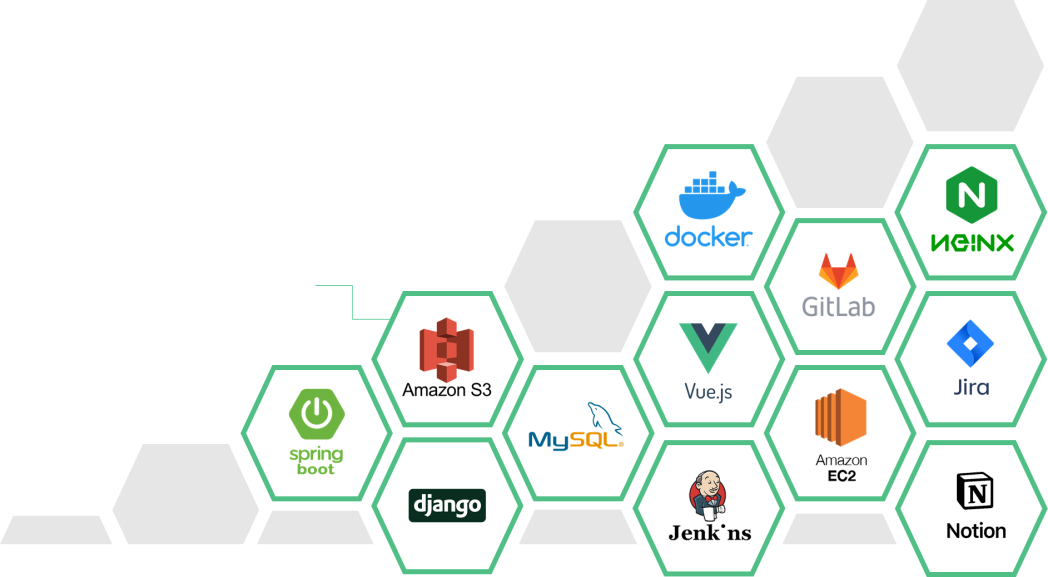 docker
N
NGINX
GitLab
Amazon S3
Vue.js
Jira
spring
boot
MySQL
Amazon
EC2
django
Jenkins
N
Notion